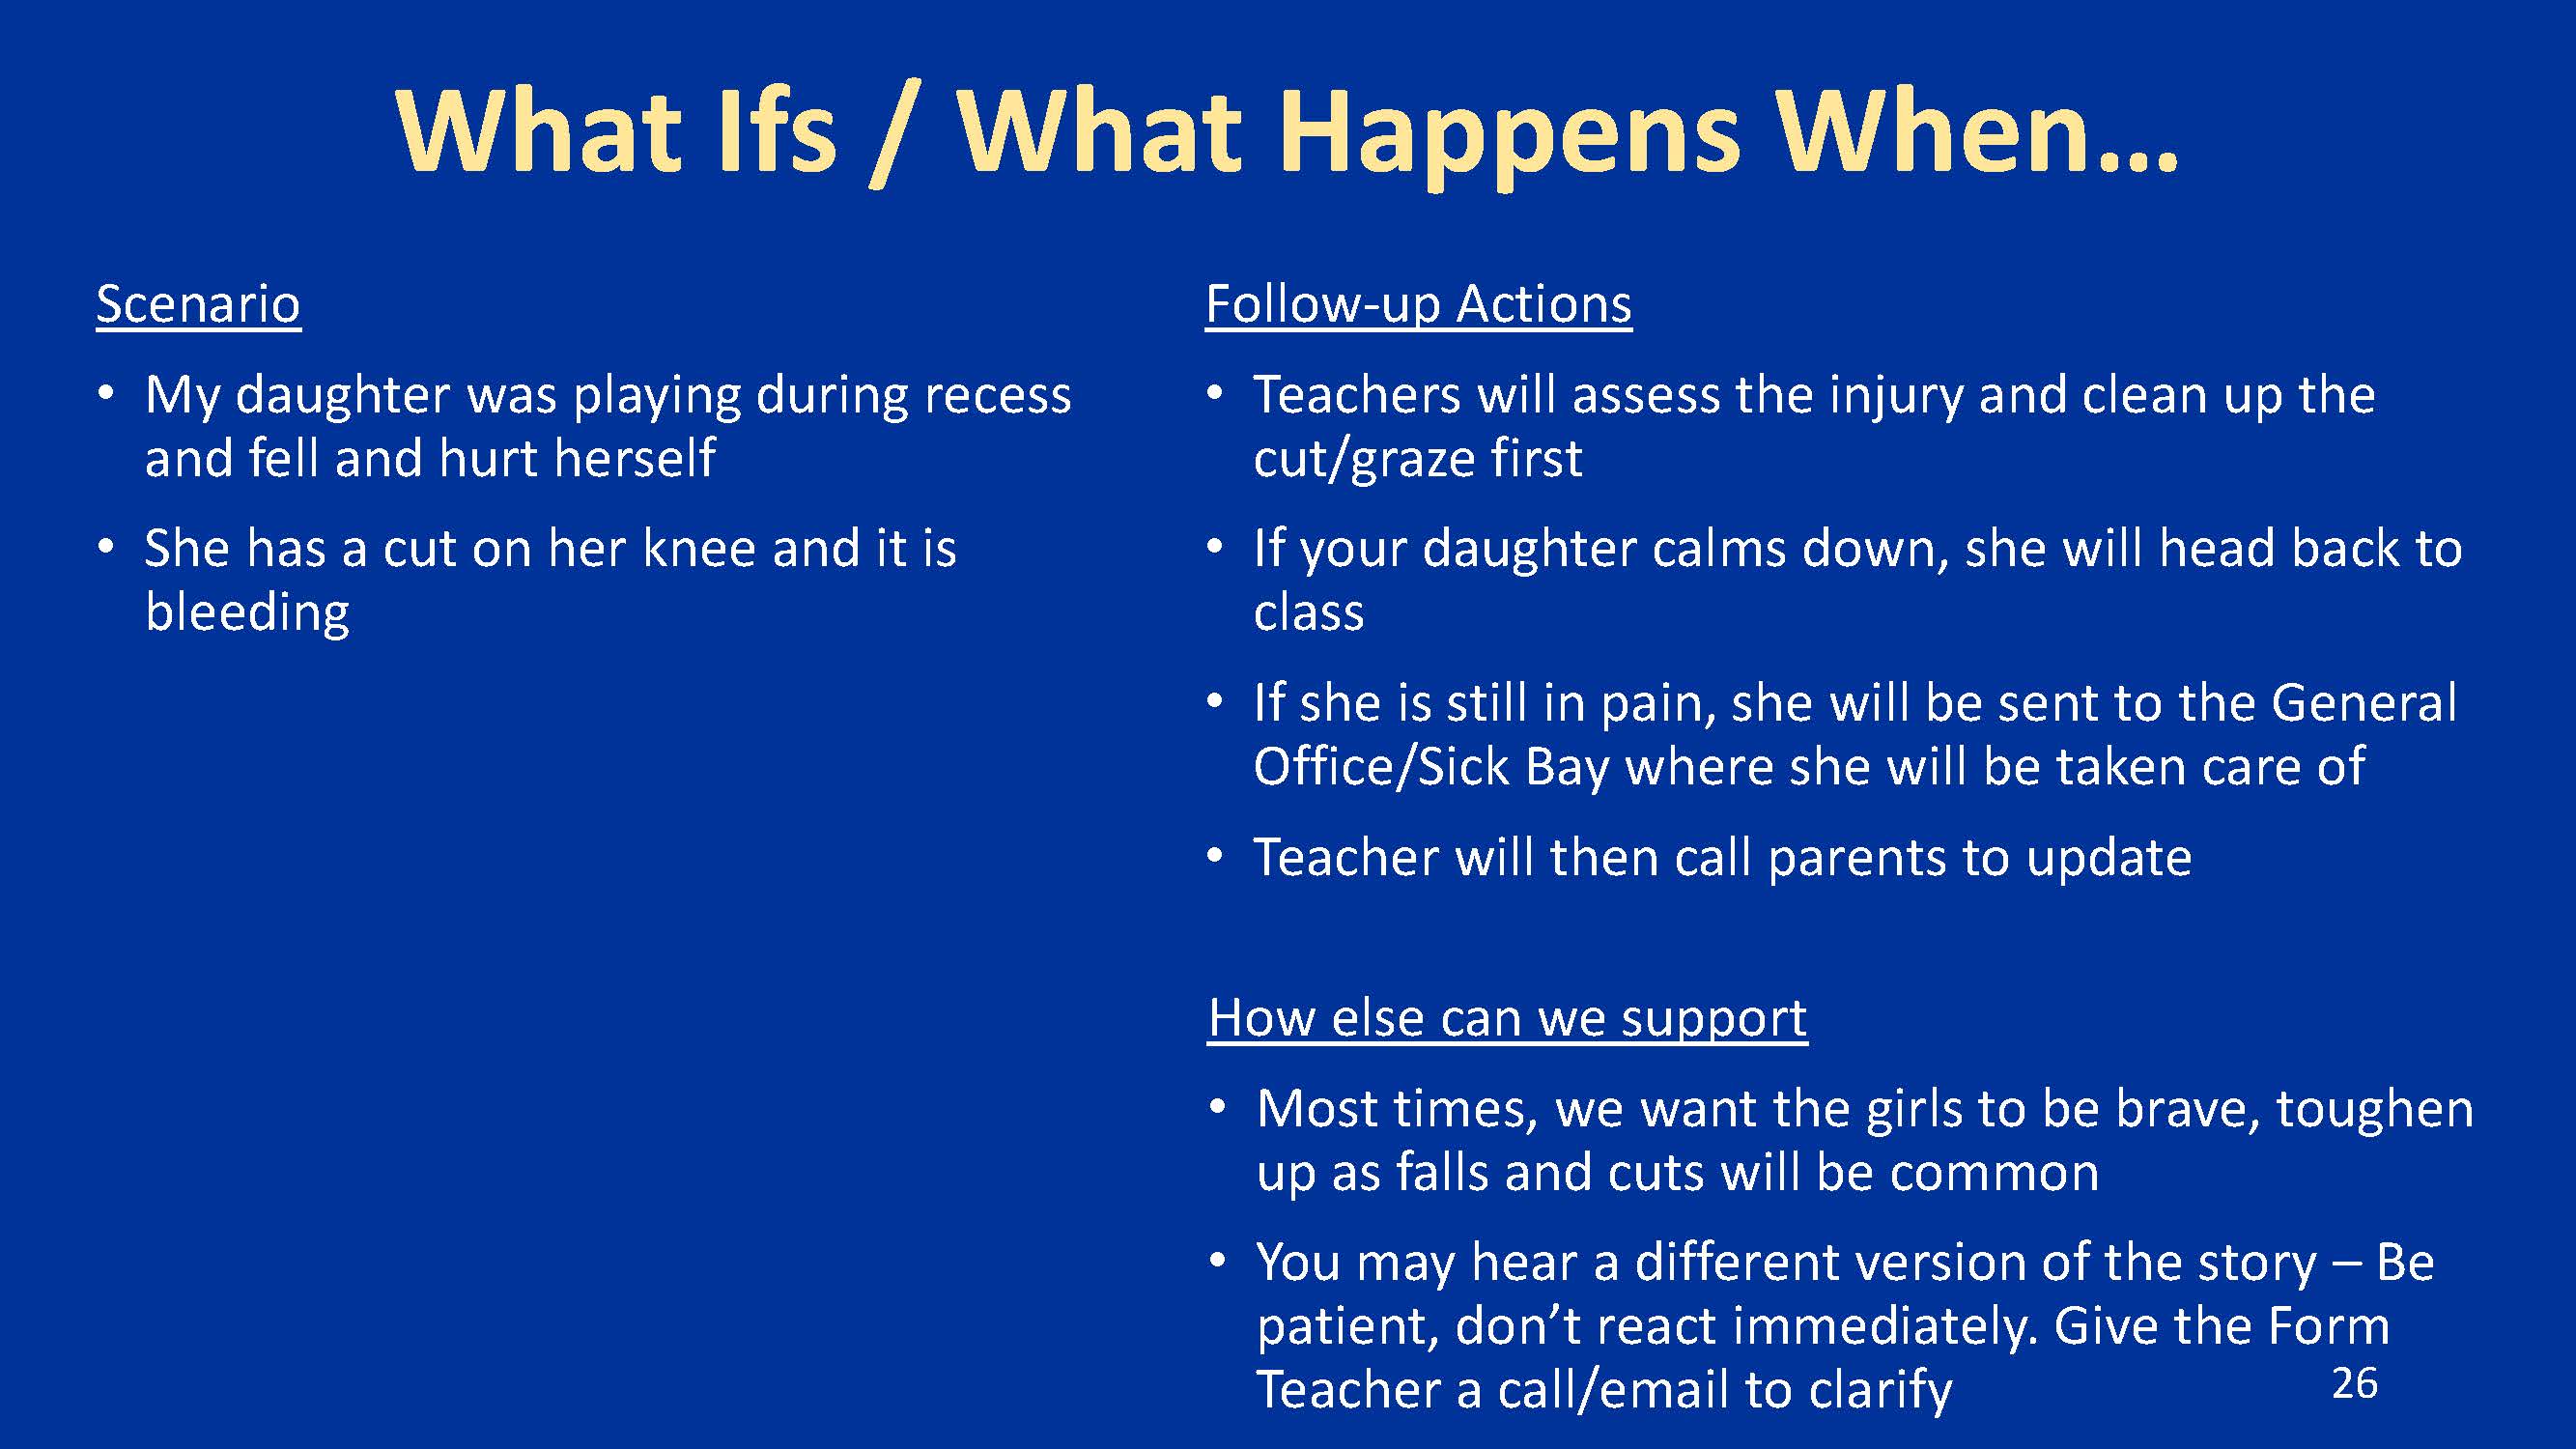 What Ifs / What Happens When...
Scenario
• My daughter was playing during recess
and fell and hurt herself
• She has a cut on her knee and it is
bleeding
Follow-up Actions
• Teachers will assess the injury and clean up the
cut/graze first
• If your daughter calms down, she will head back to
class
• If she is still in pain, she will be sent to the General
Office/Sick Bay where she will be taken care of
• Teacher will then call parents to update
How else can we support
• Most times, we want the girls to be brave, toughen
up as falls and cuts will be common
• You may hear a different version of the story – Be
patient, don’t react immediately. Give the Form
Teacher a call/email to clarify
26